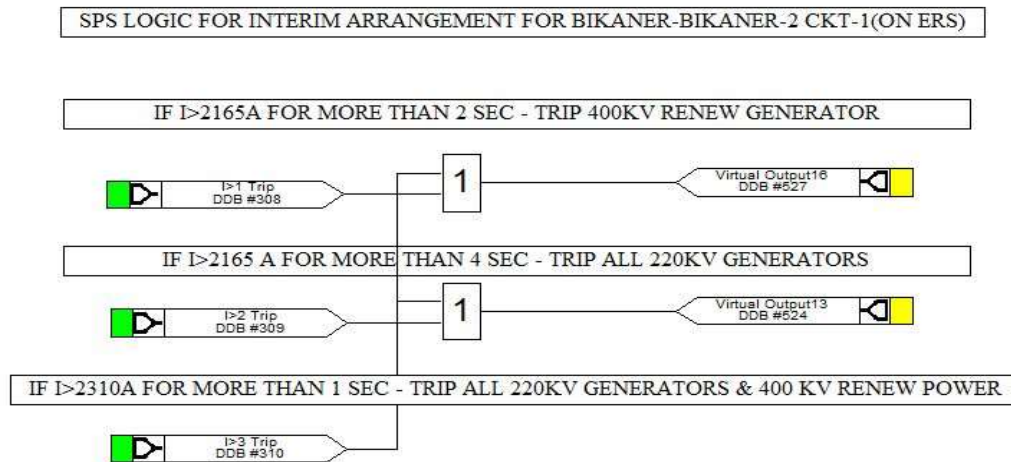 SPS LOGIC FOR INTERIM ARRANGEMENT FOR BIKANER-BIKANER-2 CKT-1(ON ERS)
IF I>2165A FOR MORE THAN 2 SEC - TRIP 400KV RENEW GENERATOR
I>1 Trip
DDB #308
1
Virtual Output16
DDB #527
IF I>2165 A FOR MORE THAN 4 SEC - TRIP ALL 220KV GENERATORS
I>2 Trip
DDB #309
1
Virtual Output13
DDB #524
IF I>2310A FOR MORE THAN 1 SEC - TRIP ALL 220KV GENERATORS & 400 KV RENEW POWER
I>3 Trip
DDB #310